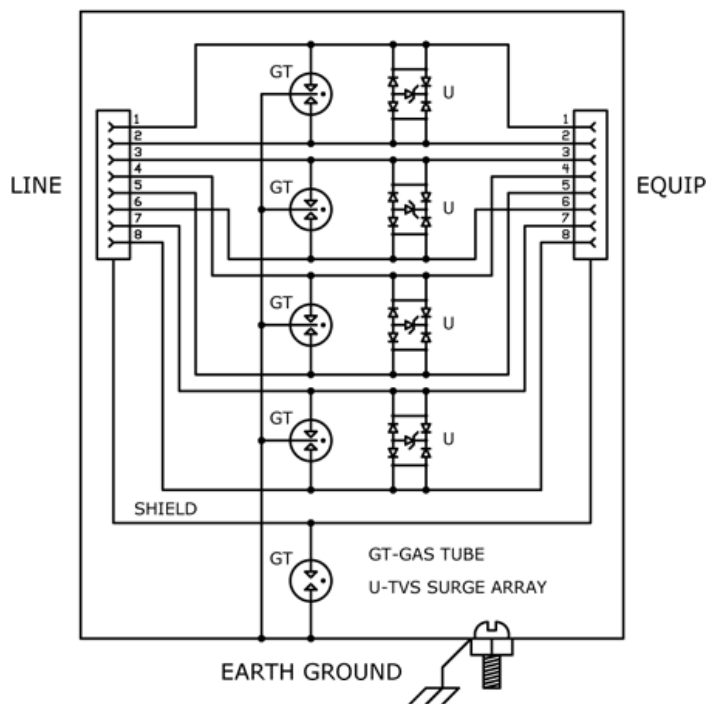 GT
U
1
2
3
4
5
6
7
8
LINE
1
2
3
4
5
6
7
8
EQUIP
GT
U
GT
U
GT
U
SHIELD
GT
GT-GAS TUBE
U-TVS SURGE ARRAY
EARTH GROUND